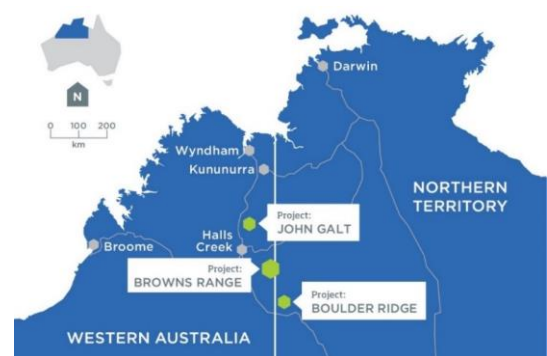 N
0 100 200
km
Darwin
Wyndham
Kununurra
NORTHERN
TERRITORY
Project:
JOHN GALT
Halls
Creek
Broome
Project:
BROWNS RANGE
Project:
BOULDER RIDGE
WESTERN AUSTRALIA